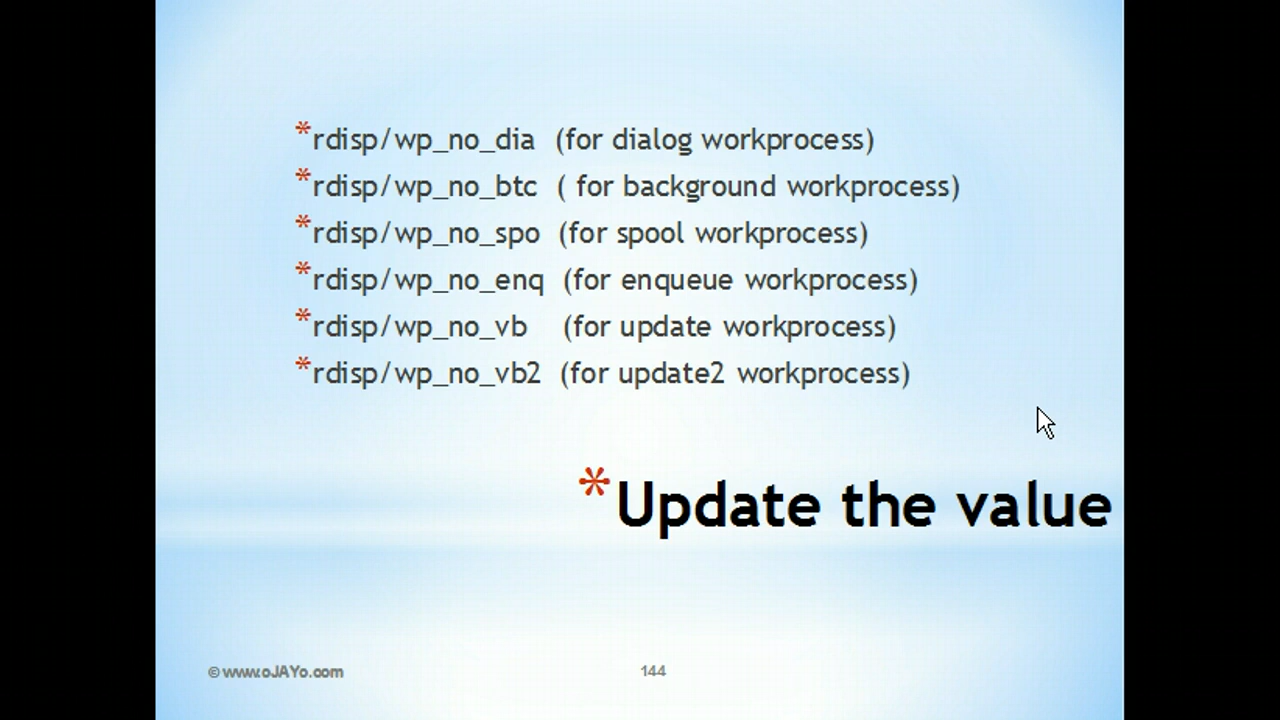 *rdisp/wp_no_dia (for dialog workprocess)
*rdisp/wp_no_btc ( for background workprocess)
*rdisp/wp_no_spo (for spool workprocess)
*rdisp/wp_no_enq (for enqueue workprocess)
*rdisp/wp_no_vb (for update workprocess)
*rdisp/wp_no_vb2 (for update2 workprocess)
*Update the value
© www.oJAYo.com 144